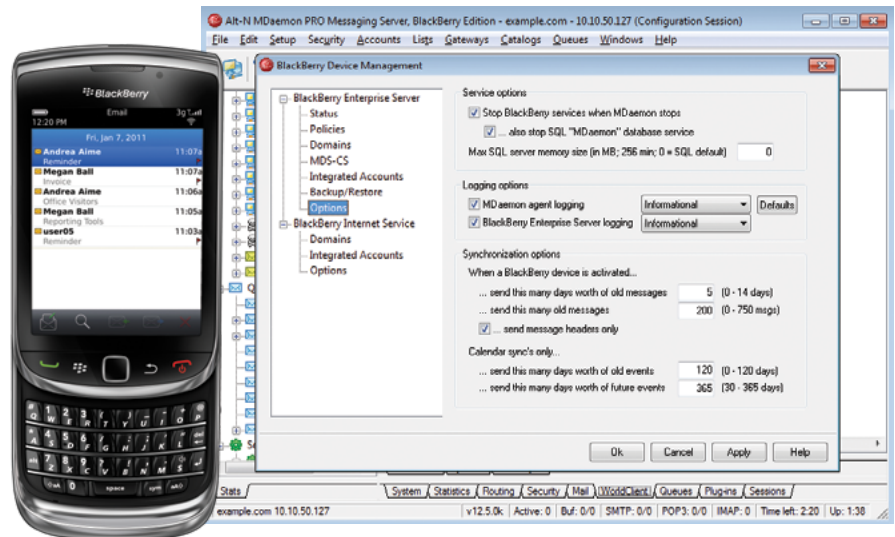 Alt-N MDaemon PRO Messaging Server, BlackBerry Edition - example.com - 10.10.50.127 (Configuration Session)
File Edit Setup Security Accounts Lists Gateways Catalogs Queues Windows Help
BlackBerry Device Management
BlackBerry Enterprise Server
Status
Policies
Domains
MDS-CS
Integrated Accounts
Backup/Restore
Options
BlackBerry Internet Service
Domains
Integrated Accounts
Options
Service options
Stop BlackBerry services when MDaemon stops
... also stop SQL "MDaemon" database service
Max SQL server memory size (in MB; 256 min; 0 = SQL default) 0
Logging options
MDaemon agent logging Informational Defaults
BlackBerry Enterprise Server logging Informational
Synchronization options
When a BlackBerry device is activated...
... send this many days worth of old messages 5 (0 - 14 days)
... send this many old messages 200 (0 - 750 msgs)
... send message headers only
Calendar sync's only...
... send this many days worth of old events 120 (0 - 120 days)
... send this many days worth of future events 365 (30 - 365 days)
Ok Cancel Apply Help
Stats System Statistics Routing Security Mail WorldClient Queues Plug-ins Sessions
example.com 10.10.50.127 v12.5.0k Active: 0 Buf: 0/0 SMTP: 0/0 POP3: 0/0 IMAP: 0 Time left: 2:20 Up: 1:38
BlackBerry
Email 3g
12:20 PM
Fri, Jan 7, 2011
Andrea Aime 11:07a
Reminder
Megan Ball 11:07a
Invoice
Andrea Aime 11:06a
Office Visitors
Megan Ball 11:05a
Reporting Tools
user05 11:03a
Reminder
Q W E R T Y U I O P
A S D F G H J K L
alt Z X C V B N M $
aA 0 space sym aA